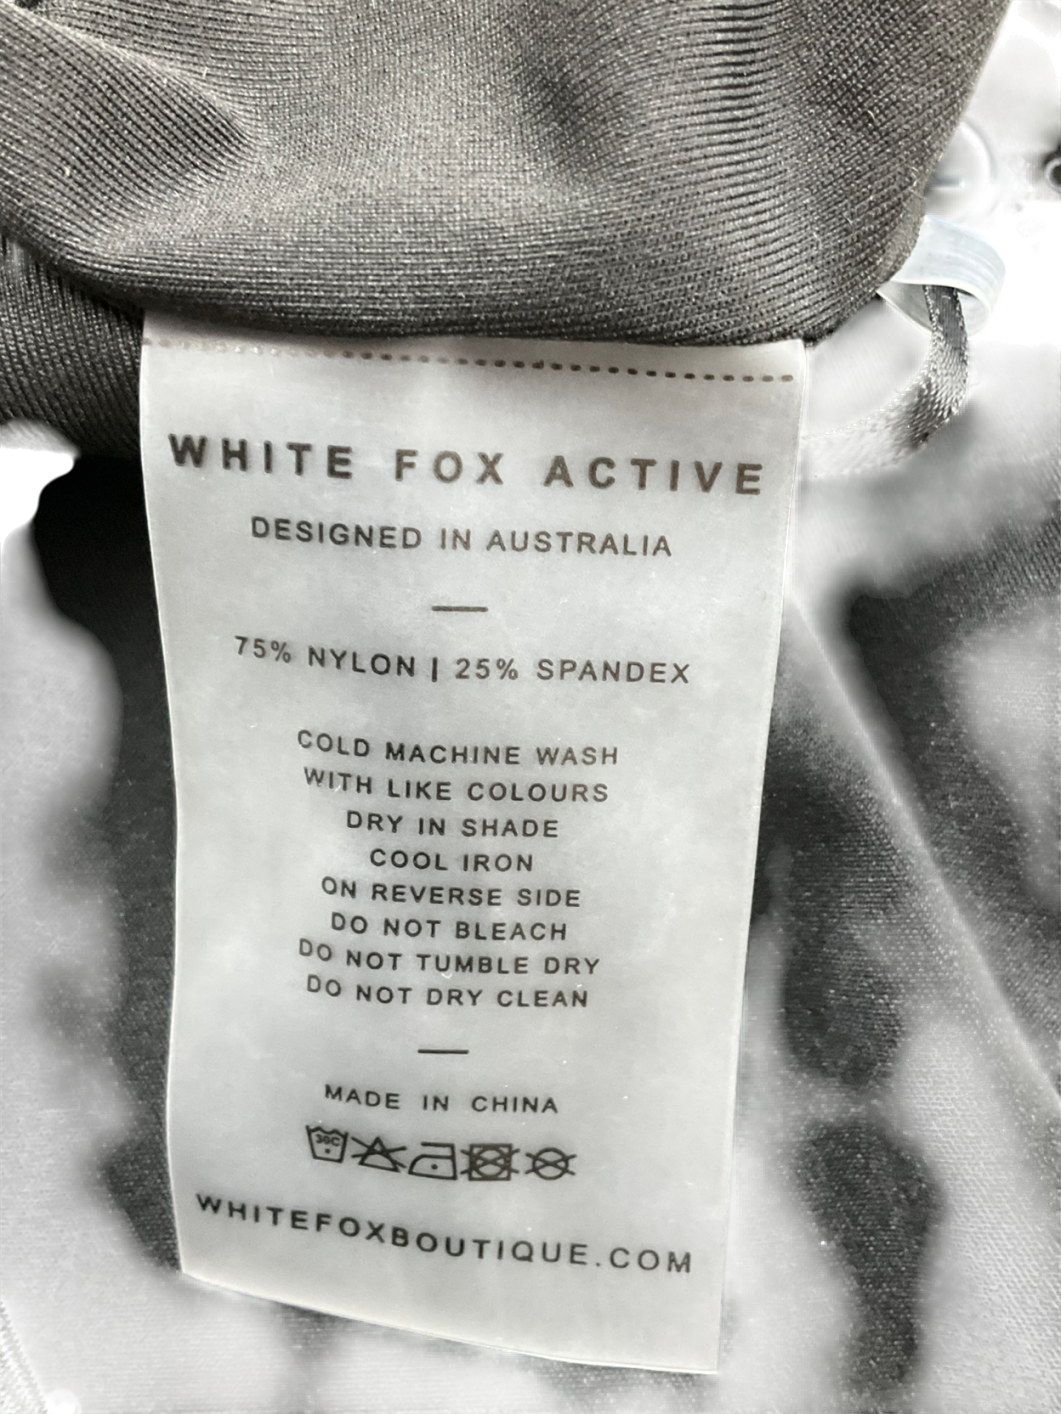 WHITE FOX ACTIVE
DESIGNED IN AUSTRALIA
75% NYLON | 25% SPANDEX
COLD MACHINE WASH
WITH LIKE COLOURS
DRY IN SHADE
COOL IRON
ON REVERSE SIDE
DO NOT BLEACH
DO NOT TUMBLE DRY
DO NOT DRY CLEAN
MADE IN CHINA
30C
WHITEFOXBOUTIQUE.COM